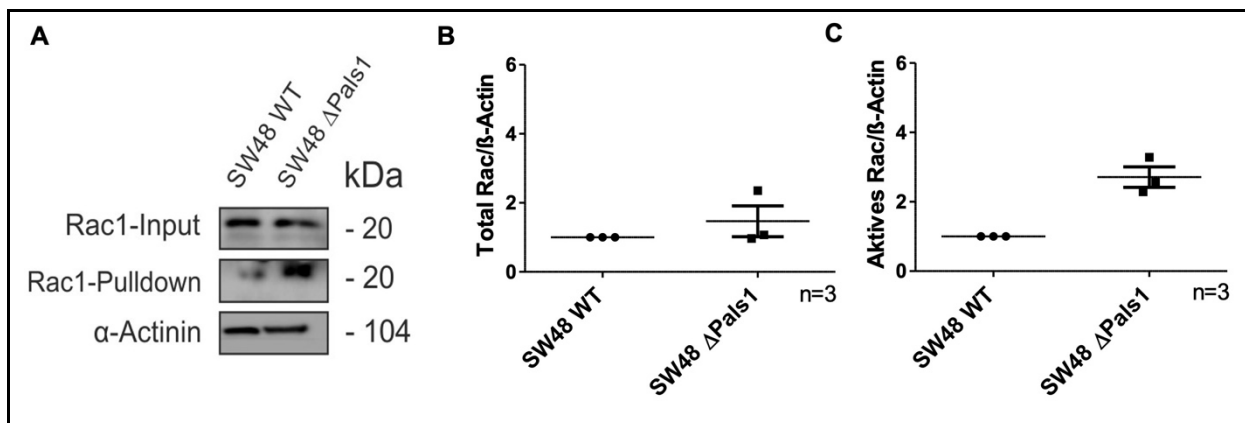 A
SW48 WT
SW48 ΔPals1
kDa
Rac1-Input
- 20
Rac1-Pulldown
- 20
α-Actinin
- 104
B
Total Rac/ß-Actin
6
4
2
0
SW48 WT
SW48 ΔPals1
n=3
C
Aktives Rac/ß-Actin
6
4
2
0
SW48 WT
SW48 ΔPals1
n=3